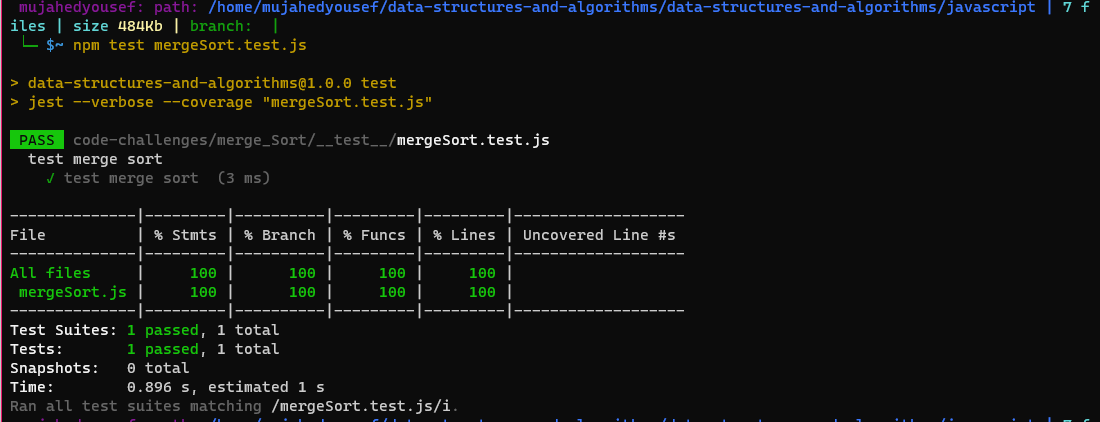 mujahedyousef: path: /home/mujahedyousef/data-structures-and-algorithms/data-structures-and-algorithms/javascript | 7 f
iles | size 484Kb | branch:  |
└─ $~ npm test mergeSort.test.js
> data-structures-and-algorithms@1.0.0 test
> jest --verbose --coverage "mergeSort.test.js"
PASS code-challenges/merge_Sort/__test__/mergeSort.test.js
test merge sort
✓ test merge sort  (3 ms)
--------------|---------|----------|---------|---------|-------------------
File          | % Stmts | % Branch | % Funcs | % Lines | Uncovered Line #s
--------------|---------|----------|---------|---------|-------------------
All files     |     100 |      100 |     100 |     100 |
 mergeSort.js |     100 |      100 |     100 |     100 |
--------------|---------|----------|---------|---------|-------------------
Test Suites: 1 passed, 1 total
Tests:       1 passed, 1 total
Snapshots:   0 total
Time:        0.896 s, estimated 1 s
Ran all test suites matching /mergeSort.test.js/i.